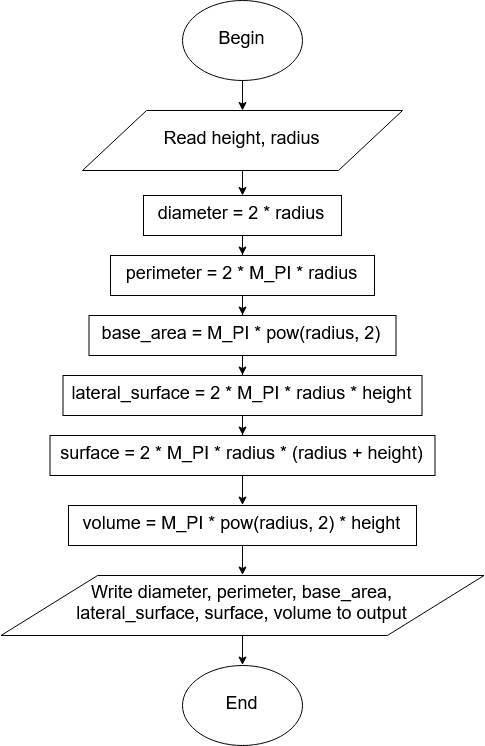 Begin
Read height, radius
diameter = 2 * radius
perimeter = 2 * M_PI * radius
base_area = M_PI * pow(radius, 2)
lateral_surface = 2 * M_PI * radius * height
surface = 2 * M_PI * radius * (radius + height)
volume = M_PI * pow(radius, 2) * height
Write diameter, perimeter, base_area,
lateral_surface, surface, volume to output
End